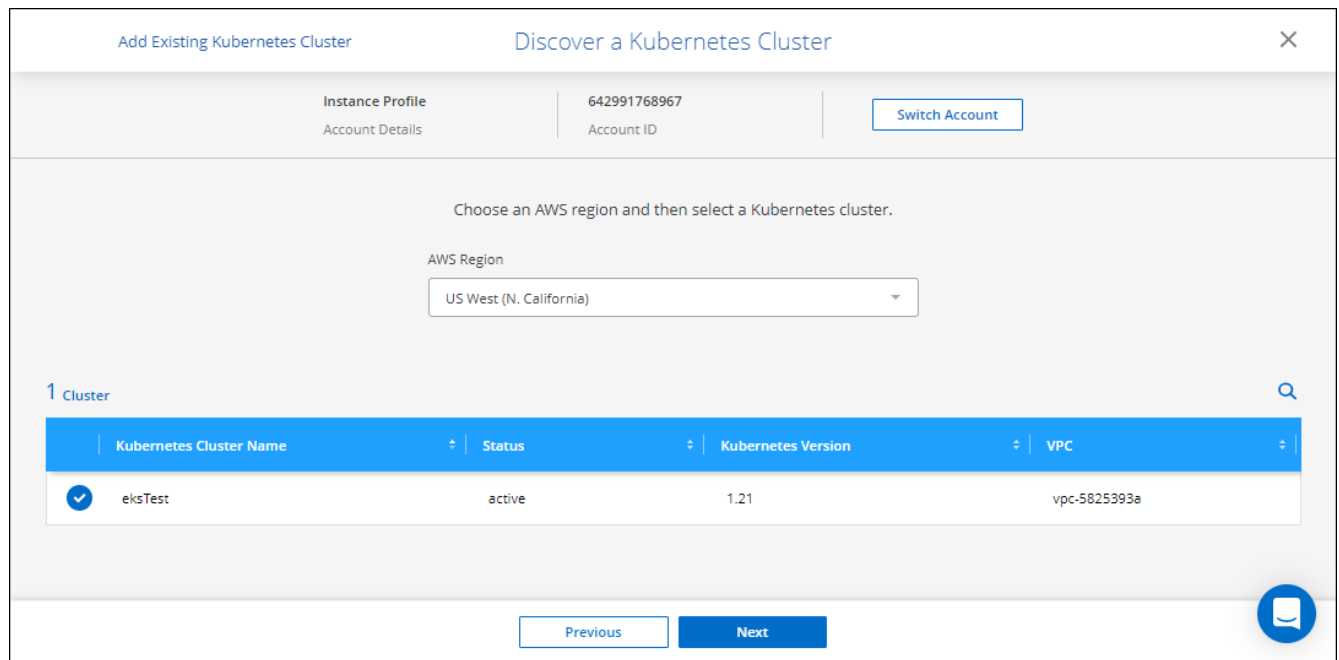 Add Existing Kubernetes Cluster
Discover a Kubernetes Cluster
Instance Profile
Account Details
642991768967
Account ID
Switch Account
Choose an AWS region and then select a Kubernetes cluster.
AWS Region
US West (N. California)
1 Cluster
Kubernetes Cluster Name Status Kubernetes Version VPC
eksTest active 1.21 vpc-5825393a
Previous Next